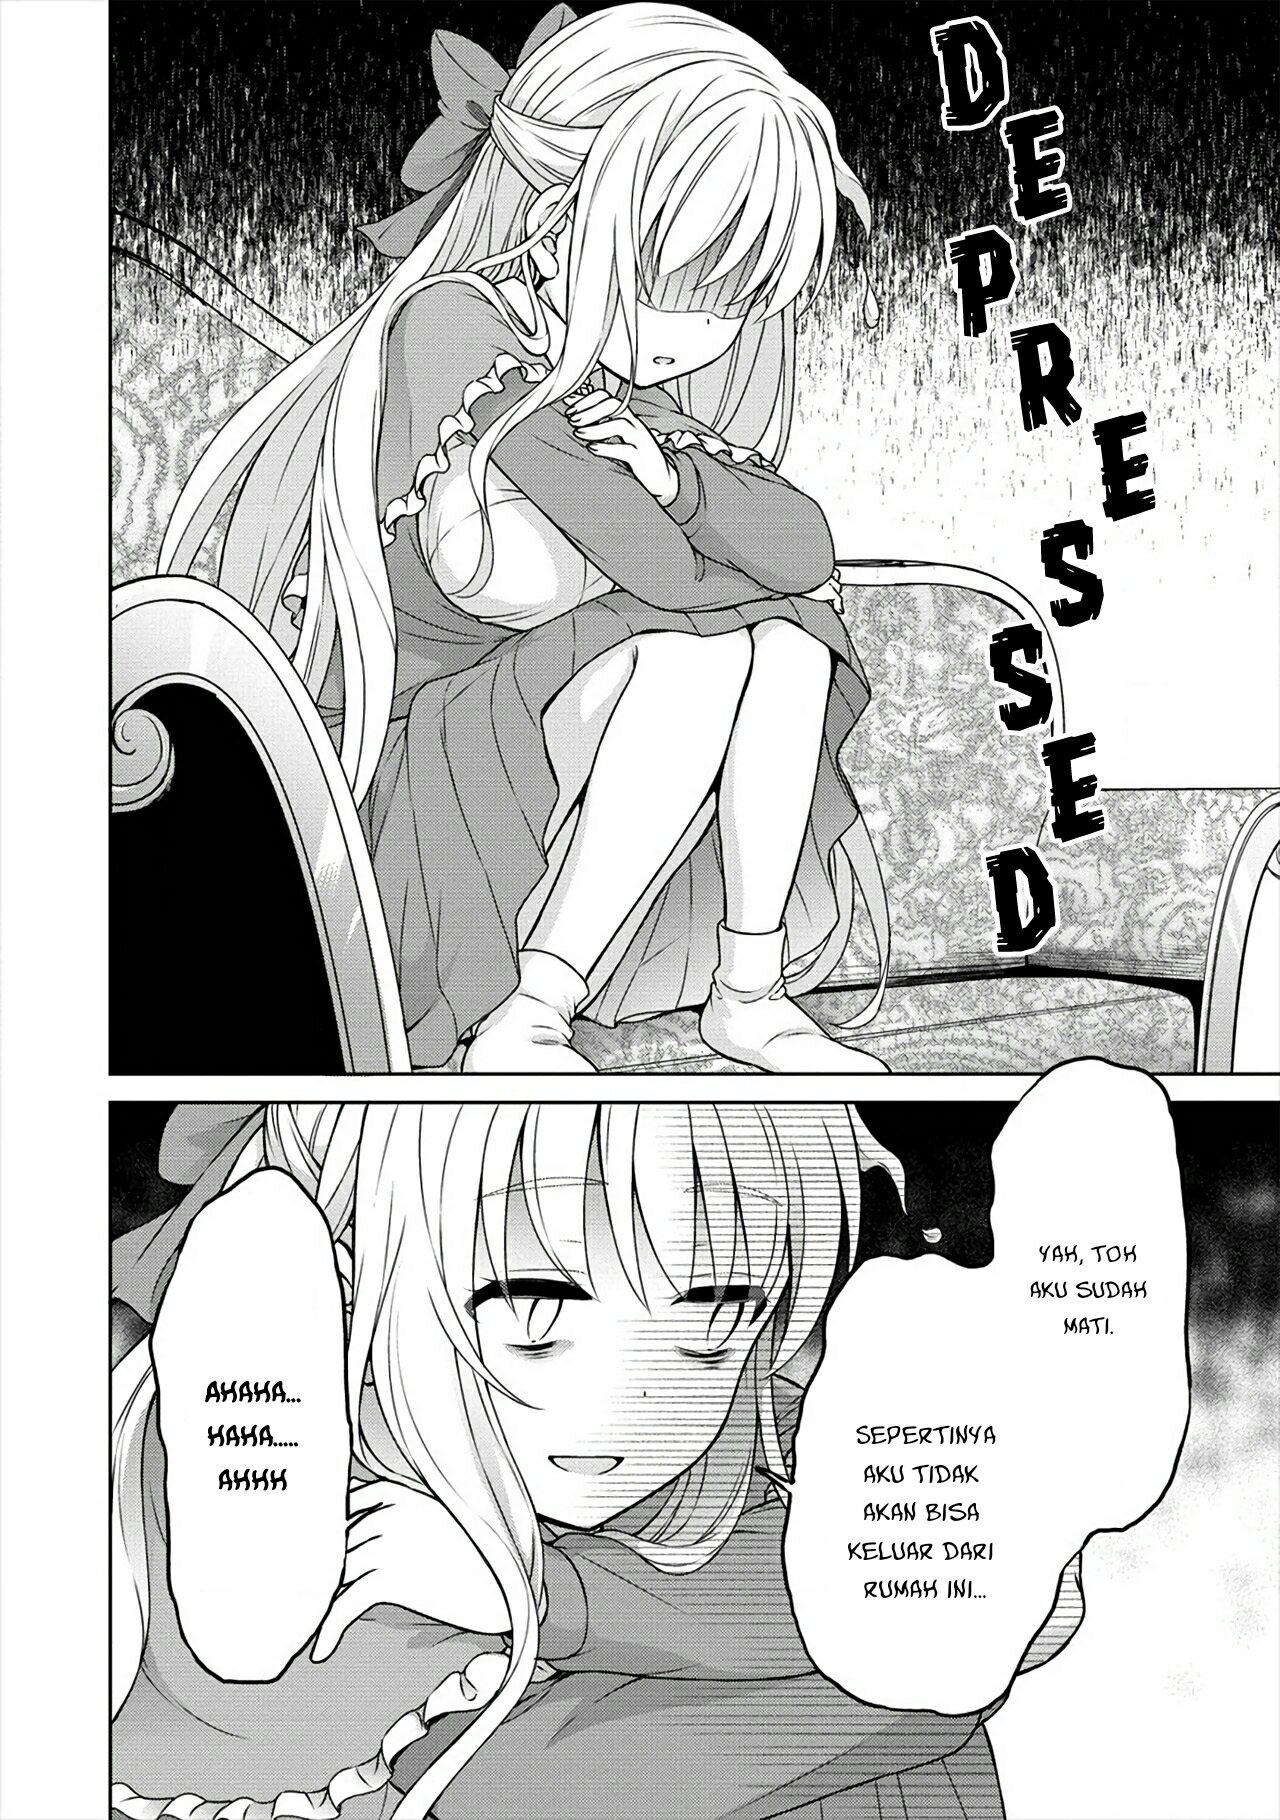 DEPRESSED
YAH, TOH
AKU SUDAH
MATI.
SEPERTINYA
AKU TIDAK
AKAN BISA
KELUAR DARI
RUMAH INI...
AHAHA...
HAHA.....
AHHH